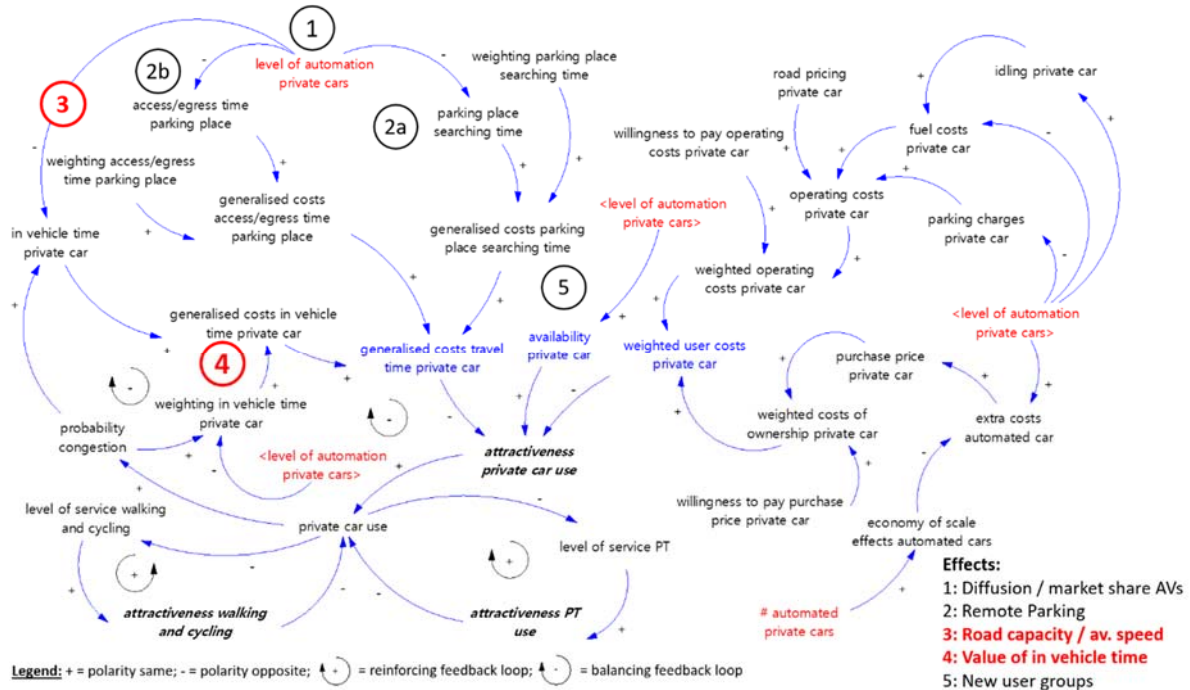 1
level of automation
private cars
2b
3
access/egress time
parking place
2a
parking place
searching time
weighting parking place
searching time
road pricing
private car
idling private car
willingness to pay operating
costs private car
fuel costs
private car
weighting access/egress
time parking place
generalised costs
access/egress time
parking place
<level of automation
private cars>
operating costs
private car
parking charges
private car
in vehicle time
private car
generalised costs parking
place searching time
5
weighted operating
costs private car
generalised costs in vehicle
time private car
4
generalised costs travel
time private car
availability
private car
weighted user costs
private car
<level of automation
private cars>
purchase price
private car
weighting in vehicle time
private car
probability
congestion
<level of automation
private cars>
attractiveness
private car use
weighted costs of
ownership private car
extra costs
automated car
level of service walking
and cycling
private car use
level of service PT
willingness to pay purchase
price private car
economy of scale
effects automated cars
attractiveness walking
and cycling
attractiveness PT
use
# automated
private cars
Effects:
1: Diffusion / market share AVs
2: Remote Parking
3: Road capacity / av. speed
4: Value of in vehicle time
5: New user groups
Legend: + = polarity same; - = polarity opposite; + = reinforcing feedback loop; - = balancing feedback loop